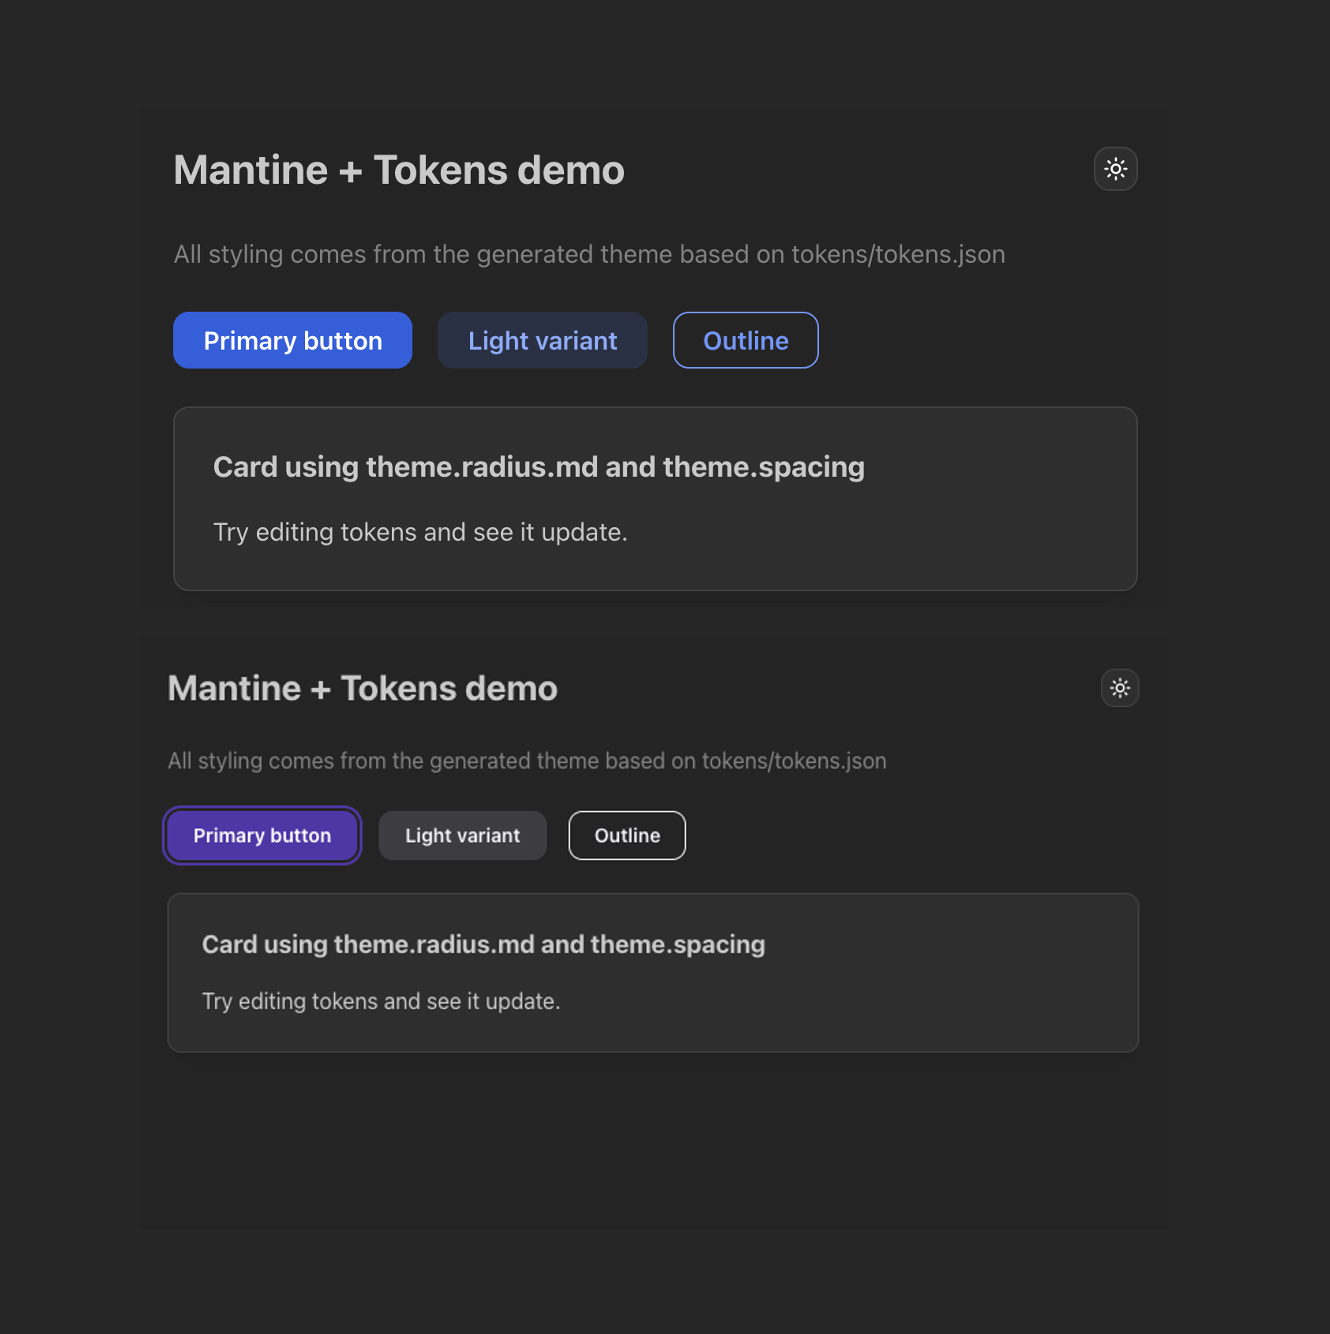 Mantine + Tokens demo
All styling comes from the generated theme based on tokens/tokens.json
Primary button
Light variant
Outline
Card using theme.radius.md and theme.spacing
Try editing tokens and see it update.
Mantine + Tokens demo
All styling comes from the generated theme based on tokens/tokens.json
Primary button
Light variant
Outline
Card using theme.radius.md and theme.spacing
Try editing tokens and see it update.